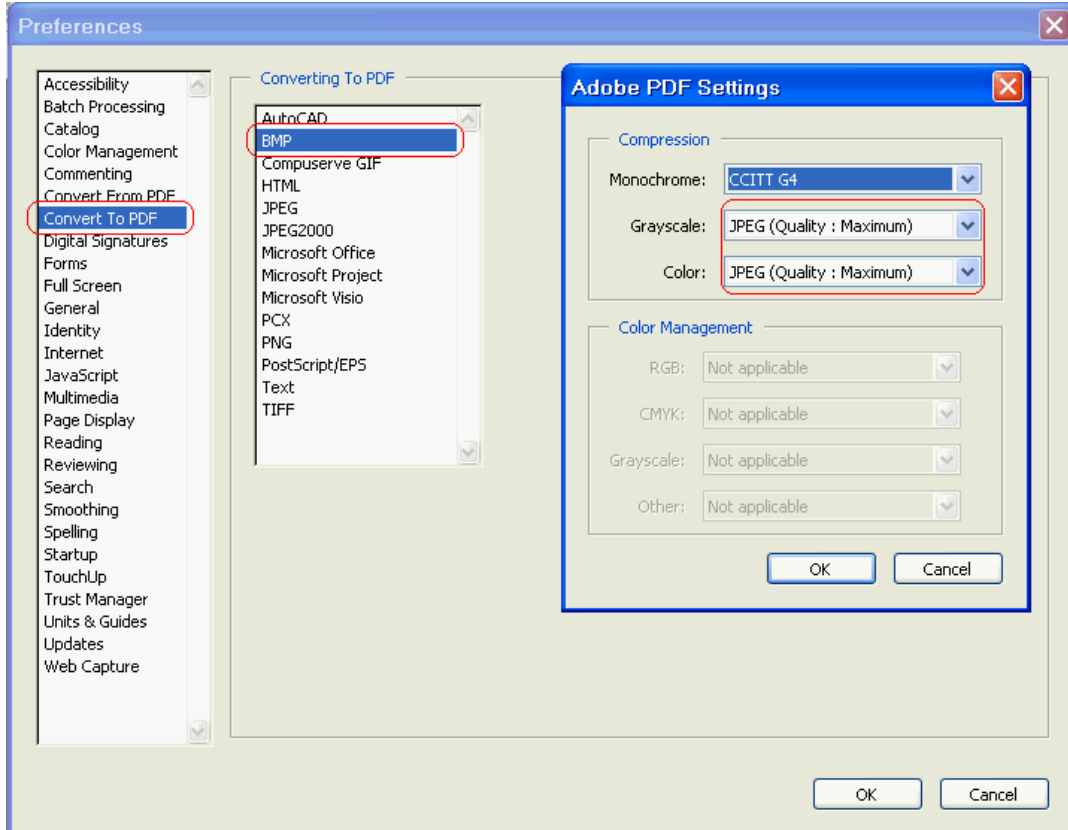 Preferences
Accessibility
Batch Processing
Catalog
Color Management
Commenting
Convert From PDF
Convert To PDF
Digital Signatures
Forms
Full Screen
General
Identity
Internet
JavaScript
Multimedia
Page Display
Reading
Reviewing
Search
Smoothing
Spelling
Startup
TouchUp
Trust Manager
Units & Guides
Updates
Web Capture
Converting To PDF
AutoCAD
BMP
Compuserve GIF
HTML
JPEG
JPEG2000
Microsoft Office
Microsoft Project
Microsoft Visio
PCX
PNG
PostScript/EPS
Text
TIFF
Adobe PDF Settings
Compression
Monochrome: CCITT G4
Grayscale: JPEG (Quality : Maximum)
Color: JPEG (Quality : Maximum)
Color Management
RGB: Not applicable
CMYK: Not applicable
Grayscale: Not applicable
Other: Not applicable
OK Cancel
OK Cancel